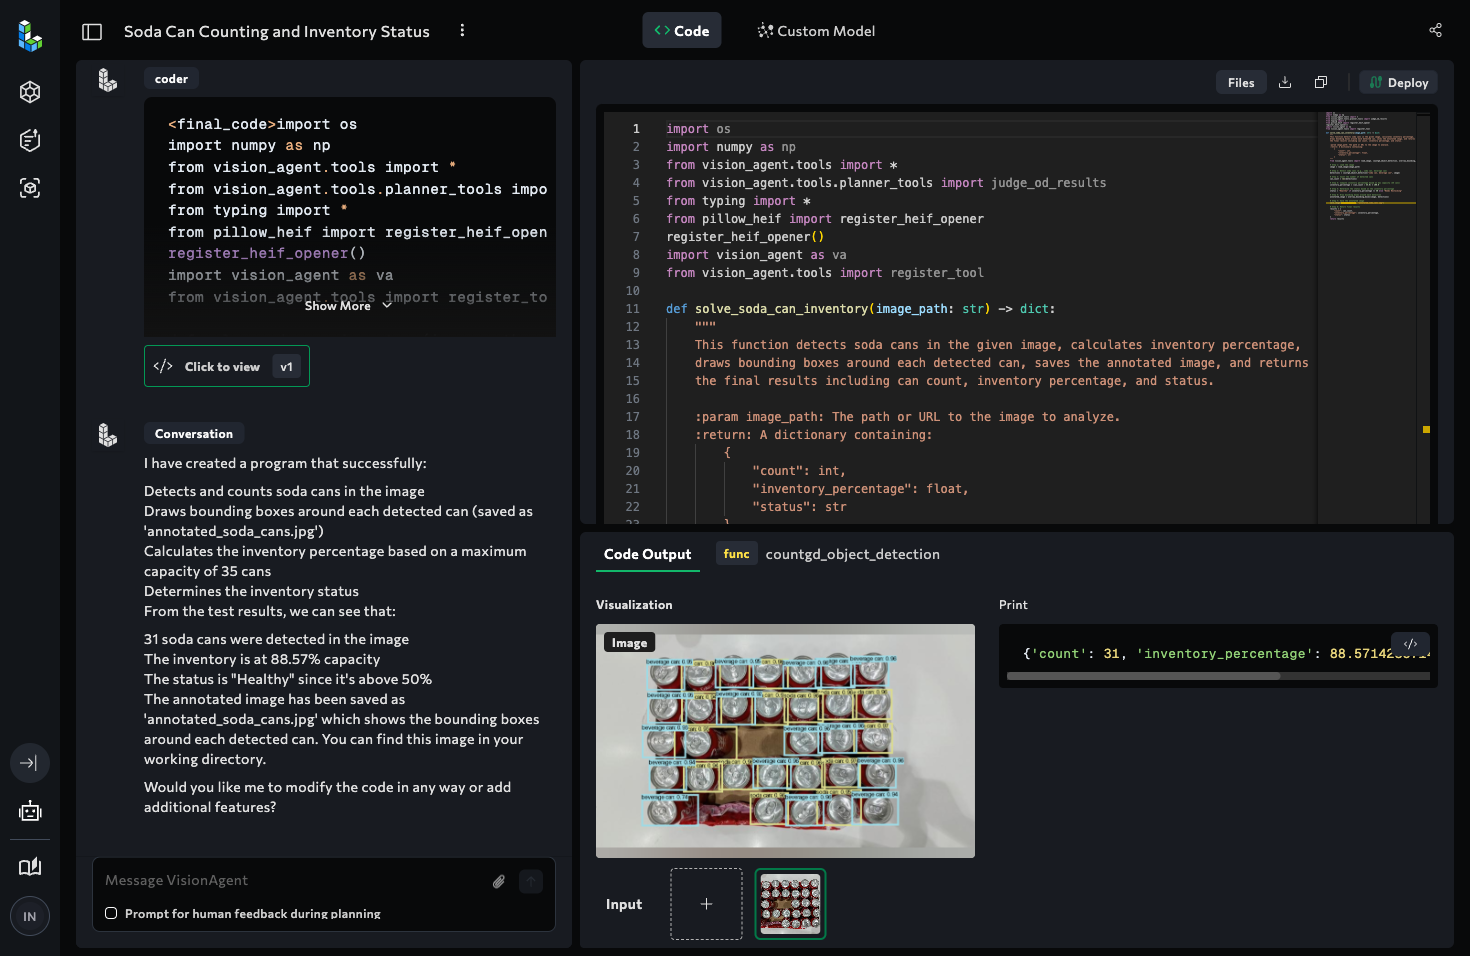 Soda Can Counting and Inventory Status
Code
Custom Model
coder
<final_code>import os
import numpy as np
from vision_agent.tools import *
from vision_agent.tools.planner_tools impo
from typing import *
from pillow_heif import register_heif_open
register_heif_opener()
import vision_agent as va
from vision_agent.tools import register_to
Show More
</> Click to view v1
Conversation
I have created a program that successfully:
Detects and counts soda cans in the image
Draws bounding boxes around each detected can (saved as
'annotated_soda_cans.jpg')
Calculates the inventory percentage based on a maximum
capacity of 35 cans
Determines the inventory status
From the test results, we can see that:
31 soda cans were detected in the image
The inventory is at 88.57% capacity
The status is "Healthy" since it's above 50%
The annotated image has been saved as
'annotated_soda_cans.jpg' which shows the bounding boxes
around each detected can. You can find this image in your
working directory.
Would you like me to modify the code in any way or add
additional features?
Message VisionAgent
Prompt for human feedback during planning
IN
Files
Deploy
1 import os
2 import numpy as np
3 from vision_agent.tools import *
4 from vision_agent.tools.planner_tools import judge_od_results
5 from typing import *
6 from pillow_heif import register_heif_opener
7 register_heif_opener()
8 import vision_agent as va
9 from vision_agent.tools import register_tool
10
11 def solve_soda_can_inventory(image_path: str) -> dict:
12 """
13 This function detects soda cans in the given image, calculates inventory percentage,
14 draws bounding boxes around each detected can, saves the annotated image, and returns
15 the final results including can count, inventory percentage, and status.
16
17 :param image_path: The path or URL to the image to analyze.
18 :return: A dictionary containing:
19 {
20 "count": int,
21 "inventory_percentage": float,
22 "status": str
23 }
Code Output
func countgd_object_detection
Visualization
Image
Print
{'count': 31, 'inventory_percentage': 88.571428571
</>
Input
+